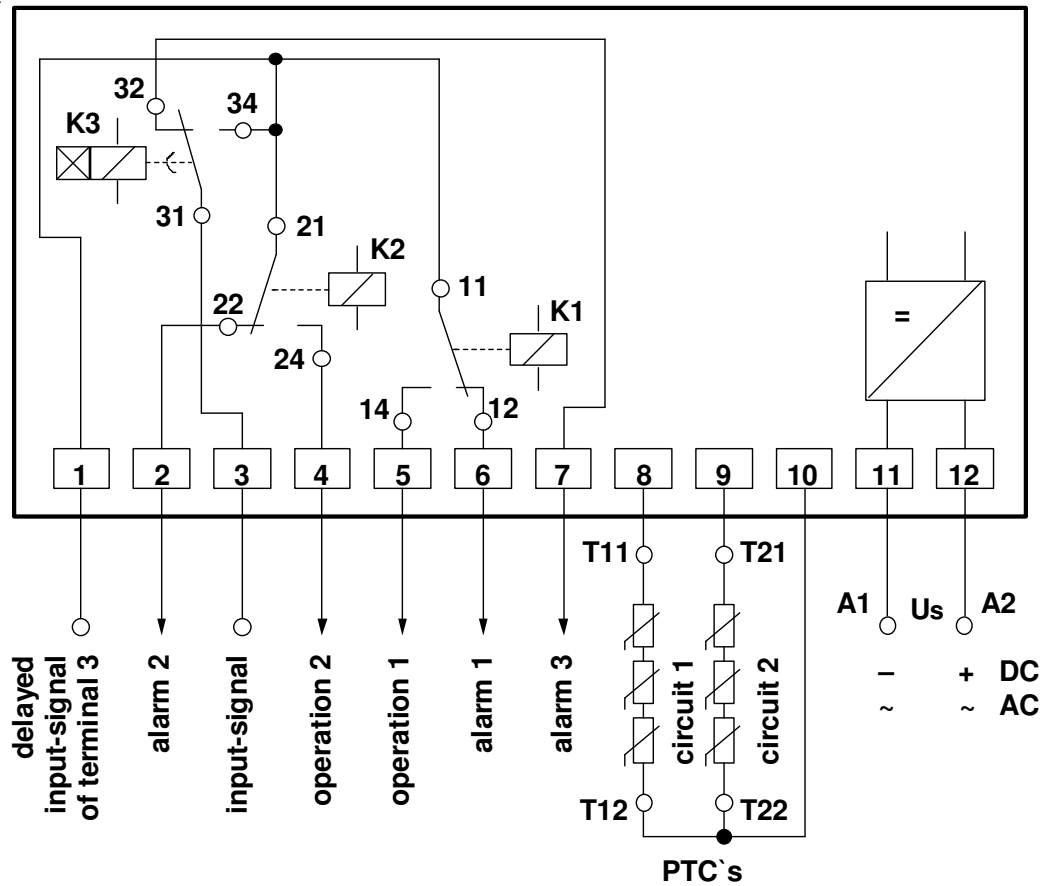 32
34
K3
31
21
K2
22
11
K1
24
14
12
=
1
2
3
4
5
6
7
8
9
10
11
12
T11
T21
A1
Us
A2
– + DC
~ ~ AC
delayed
input-signal
of terminal 3
alarm 2
input-signal
operation 2
operation 1
alarm 1
alarm 3
circuit 1
circuit 2
T12
T22
PTC`s